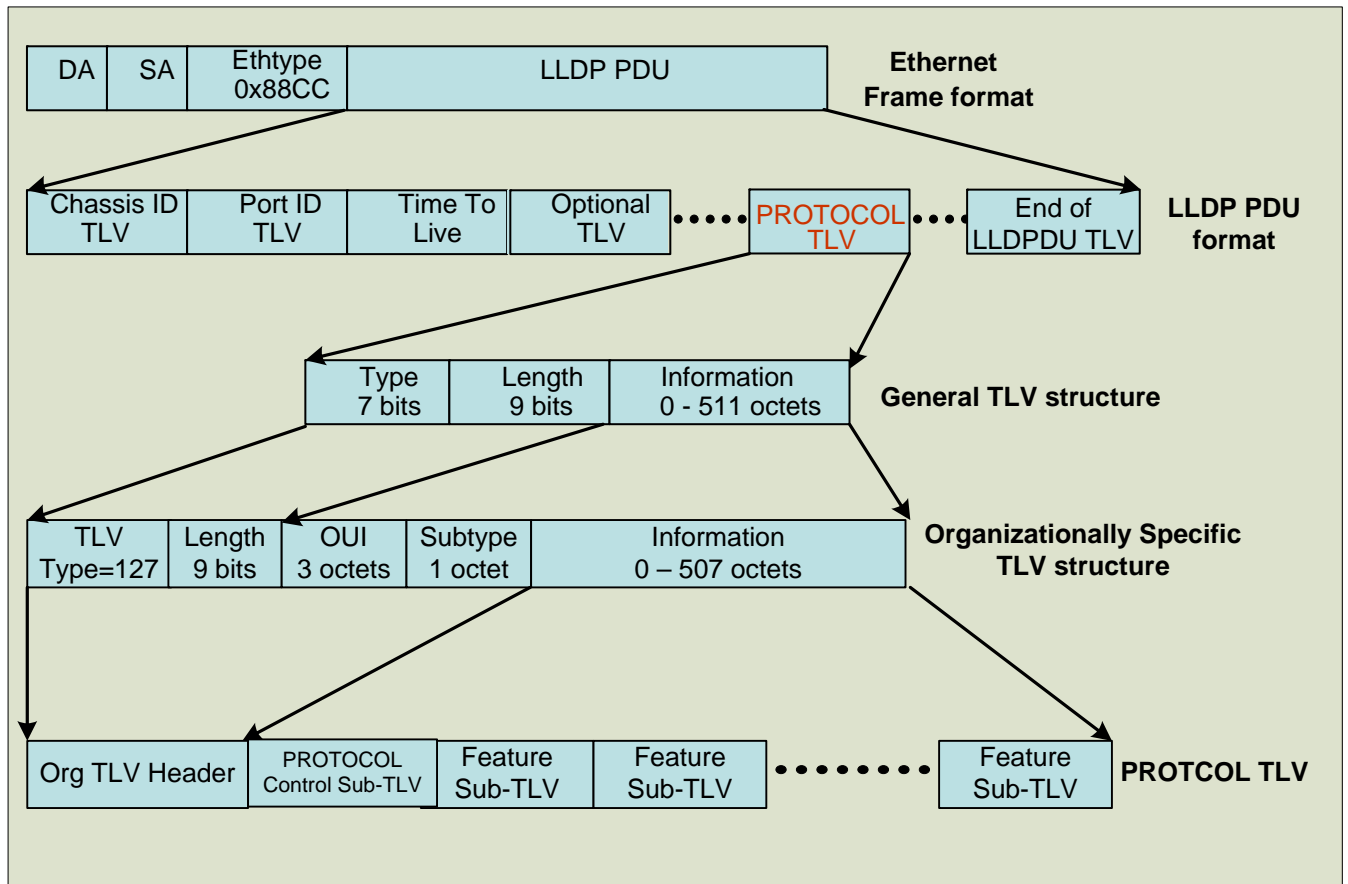 DA
SA
Ethtype
0x88CC
LLDP PDU
Ethernet
Frame format
Chassis ID
TLV
Port ID
TLV
Time To
Live
Optional
TLV
PROTOCOL
TLV
End of
LLDPDU TLV
LLDP PDU
format
Type
7 bits
Length
9 bits
Information
0 - 511 octets
General TLV structure
TLV
Type=127
Length
9 bits
OUI
3 octets
Subtype
1 octet
Information
0 – 507 octets
Organizationally Specific
TLV structure
Org TLV Header
PROTOCOL
Control Sub-TLV
Feature
Sub-TLV
Feature
Sub-TLV
Feature
Sub-TLV
PROTCOL TLV